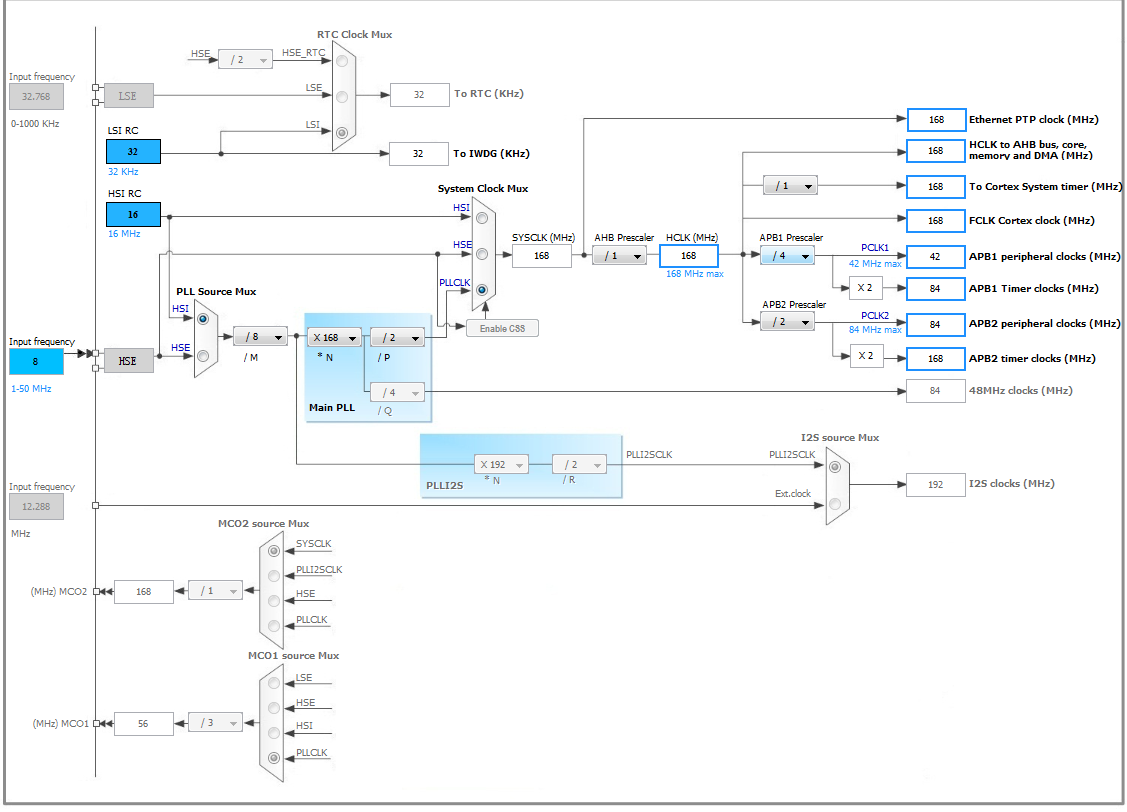 RTC Clock Mux
HSE
/ 2
HSE_RTC
Input frequency
32.768
0-1000 KHz
LSE
LSE
32
To RTC (KHz)
LSI
LSI RC
32
32 KHz
32
To IWDG (KHz)
HSI RC
16
16 MHz
System Clock Mux
HSI
HSE
PLLCLK
SYSCLK (MHz)
168
AHB Prescaler
/ 1
HCLK (MHz)
168
168 MHz max
168
Ethernet PTP clock (MHz)
168
HCLK to AHB bus, core,
memory and DMA (MHz)
/ 1
168
To Cortex System timer (MHz)
168
FCLK Cortex clock (MHz)
APB1 Prescaler
/ 4
PCLK1
42 MHz max
42
APB1 peripheral clocks (MHz)
X 2
84
APB1 Timer clocks (MHz)
APB2 Prescaler
/ 2
PCLK2
84 MHz max
84
APB2 peripheral clocks (MHz)
X 2
168
APB2 timer clocks (MHz)
84
48MHz clocks (MHz)
PLL Source Mux
HSI
HSE
/ 8
/ M
Input frequency
8
1-50 MHz
HSE
X 168
* N
/ 2
/ P
/ 4
/ Q
Main PLL
Enable CSS
X 192
* N
/ 2
/ R
PLLI2S
PLLI2SCLK
I2S source Mux
PLLI2SCLK
Ext.clock
192
I2S clocks (MHz)
Input frequency
12.288
MHz
MCO2 source Mux
SYSCLK
PLLI2SCLK
HSE
PLLCLK
(MHz) MCO2
168
/ 1
MCO1 source Mux
LSE
HSE
HSI
PLLCLK
(MHz) MCO1
56
/ 3